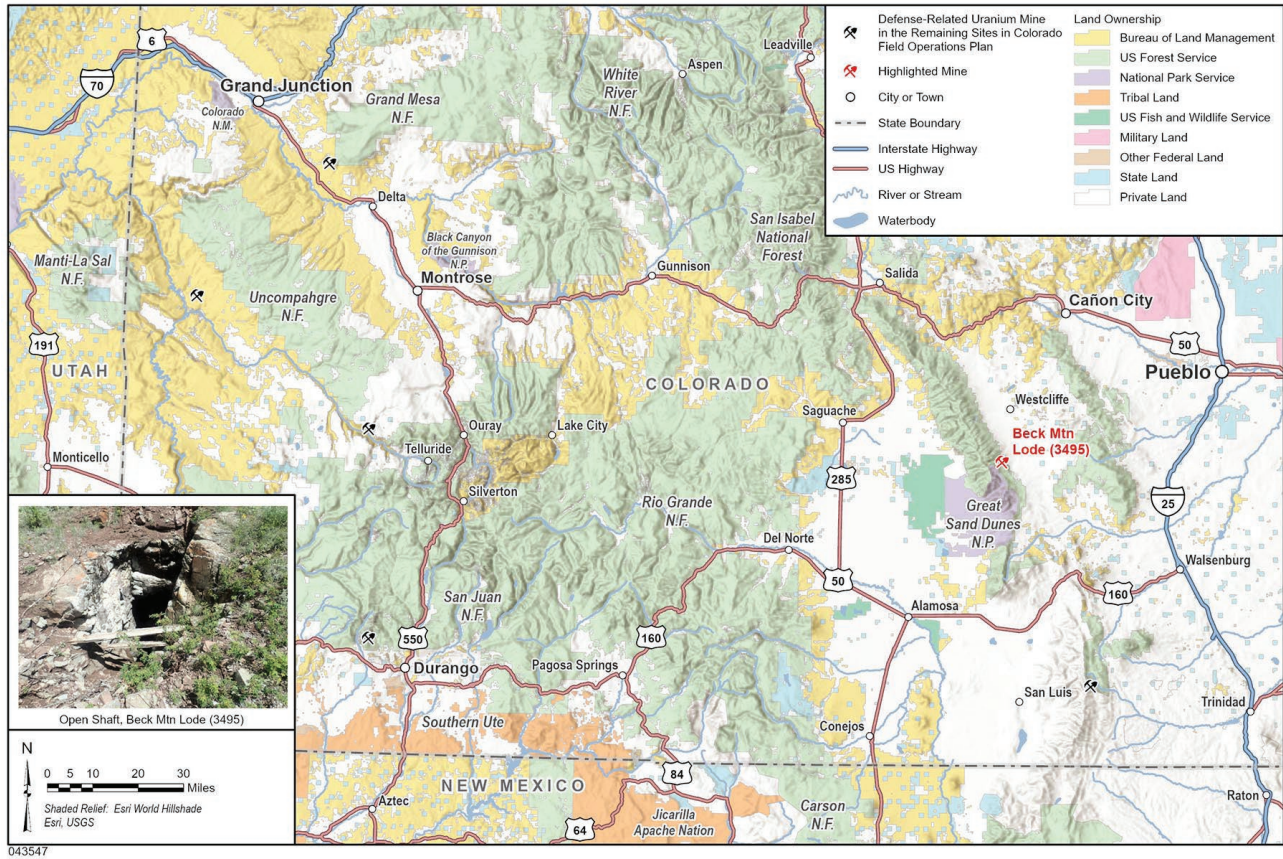 Defense-Related Uranium Mine
in the Remaining Sites in Colorado
Field Operations Plan
Highlighted Mine
City or Town
State Boundary
Interstate Highway
US Highway
River or Stream
Waterbody
Land Ownership
Bureau of Land Management
US Forest Service
National Park Service
Tribal Land
US Fish and Wildlife Service
Military Land
Other Federal Land
State Land
Private Land
6
70
Grand Junction
Colorado
N.M.
Grand Mesa
N.F.
White
River
N.F.
Aspen
Leadville
Delta
Black Canyon
of the Gunnison
N.P.
Montrose
Gunnison
San Isabel
National
Forest
Salida
Cañon City
50
Pueblo
Manti-La Sal
N.F.
Uncompahgre
N.F.
191
UTAH
COLORADO
Monticello
Telluride
Ouray
Lake City
Silverton
Saguache
Westcliffe
Beck Mtn
Lode (3495)
285
25
Rio Grande
N.F.
Great
Sand Dunes
N.P.
Del Norte
50
Walsenburg
160
Alamosa
San Juan
N.F.
550
Durango
160
Pagosa Springs
San Luis
Trinidad
Southern Ute
Conejos
NEW MEXICO
84
Aztec
64
Jicarilla
Apache Nation
Carson
N.F.
Raton
Open Shaft, Beck Mtn Lode (3495)
N
0 5 10 20 30
Miles
Shaded Relief: Esri World Hillshade
Esri, USGS
043547